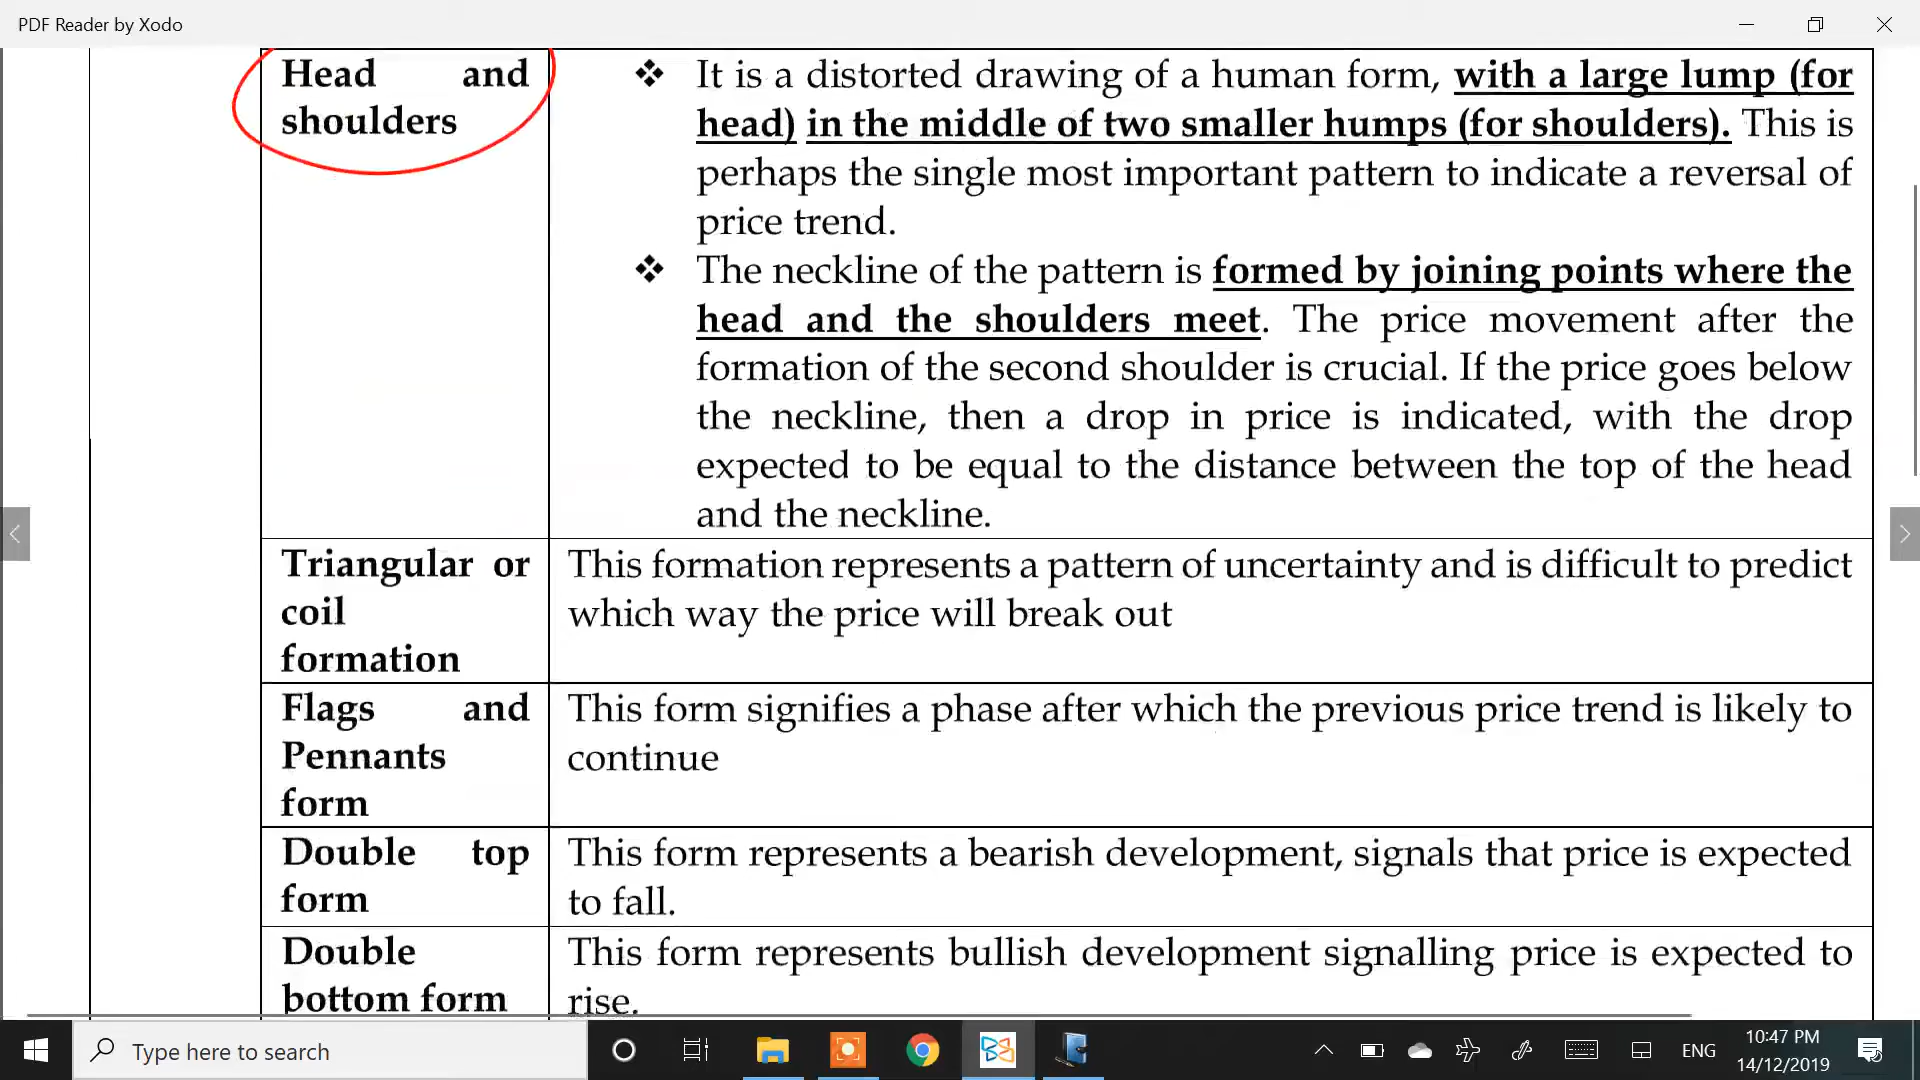 PDF Reader by Xodo
Head and
shoulders
❖ It is a distorted drawing of a human form, with a large lump (for
head) in the middle of two smaller humps (for shoulders). This is
perhaps the single most important pattern to indicate a reversal of
price trend.
❖ The neckline of the pattern is formed by joining points where the
head and the shoulders meet. The price movement after the
formation of the second shoulder is crucial. If the price goes below
the neckline, then a drop in price is indicated, with the drop
expected to be equal to the distance between the top of the head
and the neckline.
Triangular or
coil
formation
This formation represents a pattern of uncertainty and is difficult to predict
which way the price will break out
Flags and
Pennants
form
This form signifies a phase after which the previous price trend is likely to
continue
Double top
form
This form represents a bearish development, signals that price is expected
to fall.
Double
bottom form
This form represents bullish development signalling price is expected to
rise.
Type here to search
ENG
10:47 PM
14/12/2019